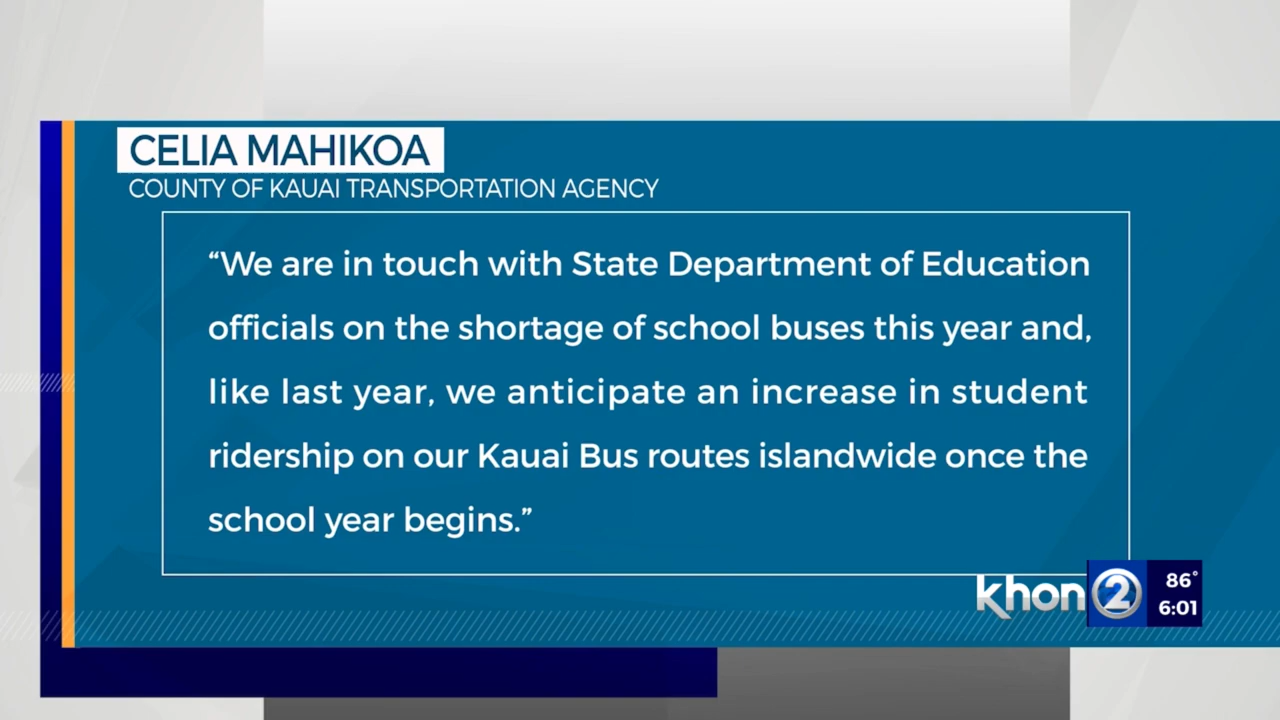 CELIA MAHIKOA
COUNTY OF KAUAI TRANSPORTATION AGENCY
“We are in touch with State Department of Education
officials on the shortage of school buses this year and,
like last year, we anticipate an increase in student
ridership on our Kauai Bus routes islandwide once the
school year begins.”
khon 2
86°
6:01